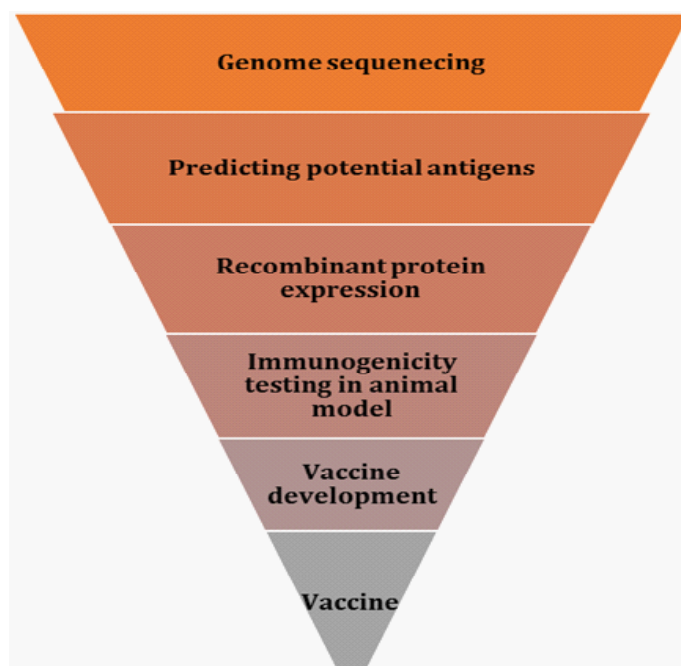 Genome sequenecing
Predicting potential antigens
Recombinant protein
expression
Immunogenicity
testing in animal
model
Vaccine
development
Vaccine